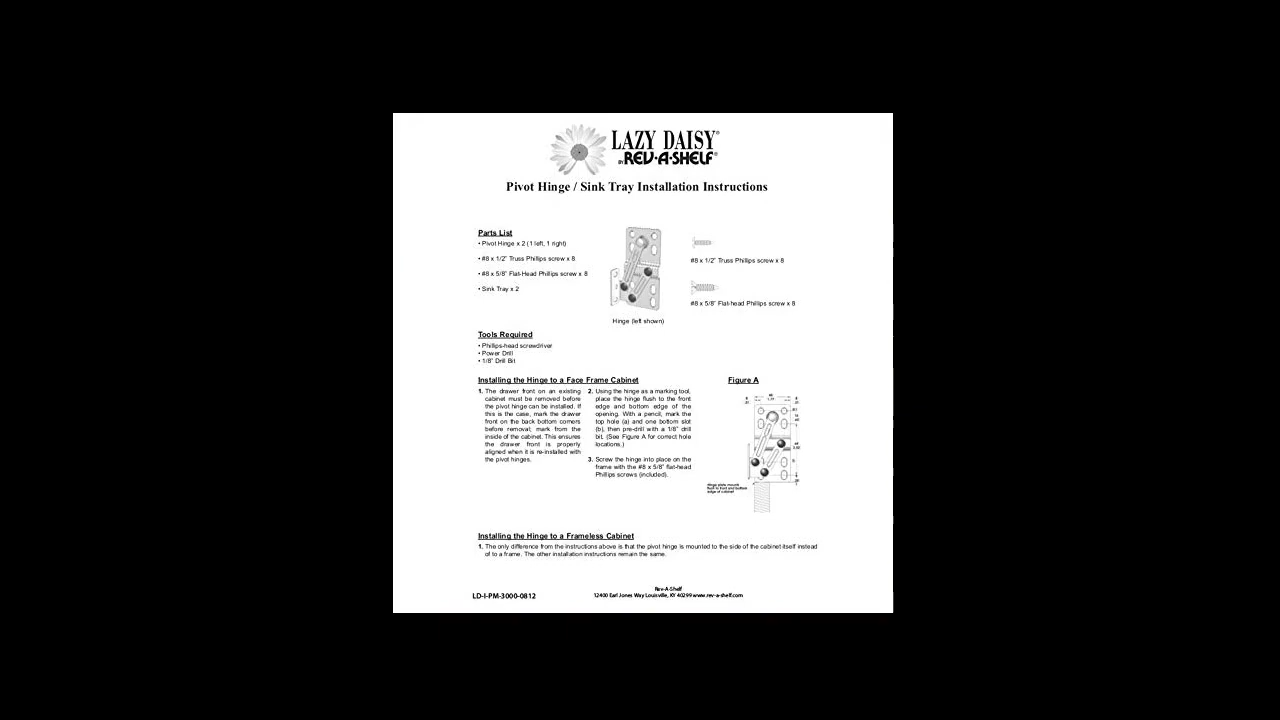 LAZY DAISY®
BY REV-A-SHELF®
Pivot Hinge / Sink Tray Installation Instructions
Parts List
• Pivot Hinge x 2 (1 left, 1 right)
• #8 x 1/2" Truss Phillips screw x 8
• #8 x 5/8" Flat-Head Phillips screw x 8
• Sink Tray x 2
Hinge (left shown)
#8 x 1/2" Truss Phillips screw x 8
#8 x 5/8" Flat-head Phillips screw x 8
Tools Required
• Phillips-head screwdriver
• Power Drill
• 1/8" Drill Bit
Installing the Hinge to a Face Frame Cabinet
1. The drawer front on an existing
cabinet must be removed before
the pivot hinge can be installed. If
this is the case, mark the drawer
front on the back bottom corners
before removal; mark from the
inside of the cabinet. This ensures
the drawer front is properly
aligned when it is re-installed with
the pivot hinges.
2. Using the hinge as a marking tool,
place the hinge flush to the front
edge and bottom edge of the
opening. With a pencil, mark the
top hole (a) and one bottom slot
(b), then pre-drill with a 1/8" drill
bit. (See Figure A for correct hole
locations.)
3. Screw the hinge into place on the
frame with the #8 x 5/8" flat-head
Phillips screws (included).
Figure A
Hinge plate mounts
flush to front and bottom
edge of cabinet
Installing the Hinge to a Frameless Cabinet
1. The only difference from the instructions above is that the pivot hinge is mounted to the side of the cabinet itself instead
of to a frame. The other installation instructions remain the same.
LD-I-PM-3000-0812
Rev-A-Shelf
12400 Earl Jones Way Louisville, KY 40299 www.rev-a-shelf.com